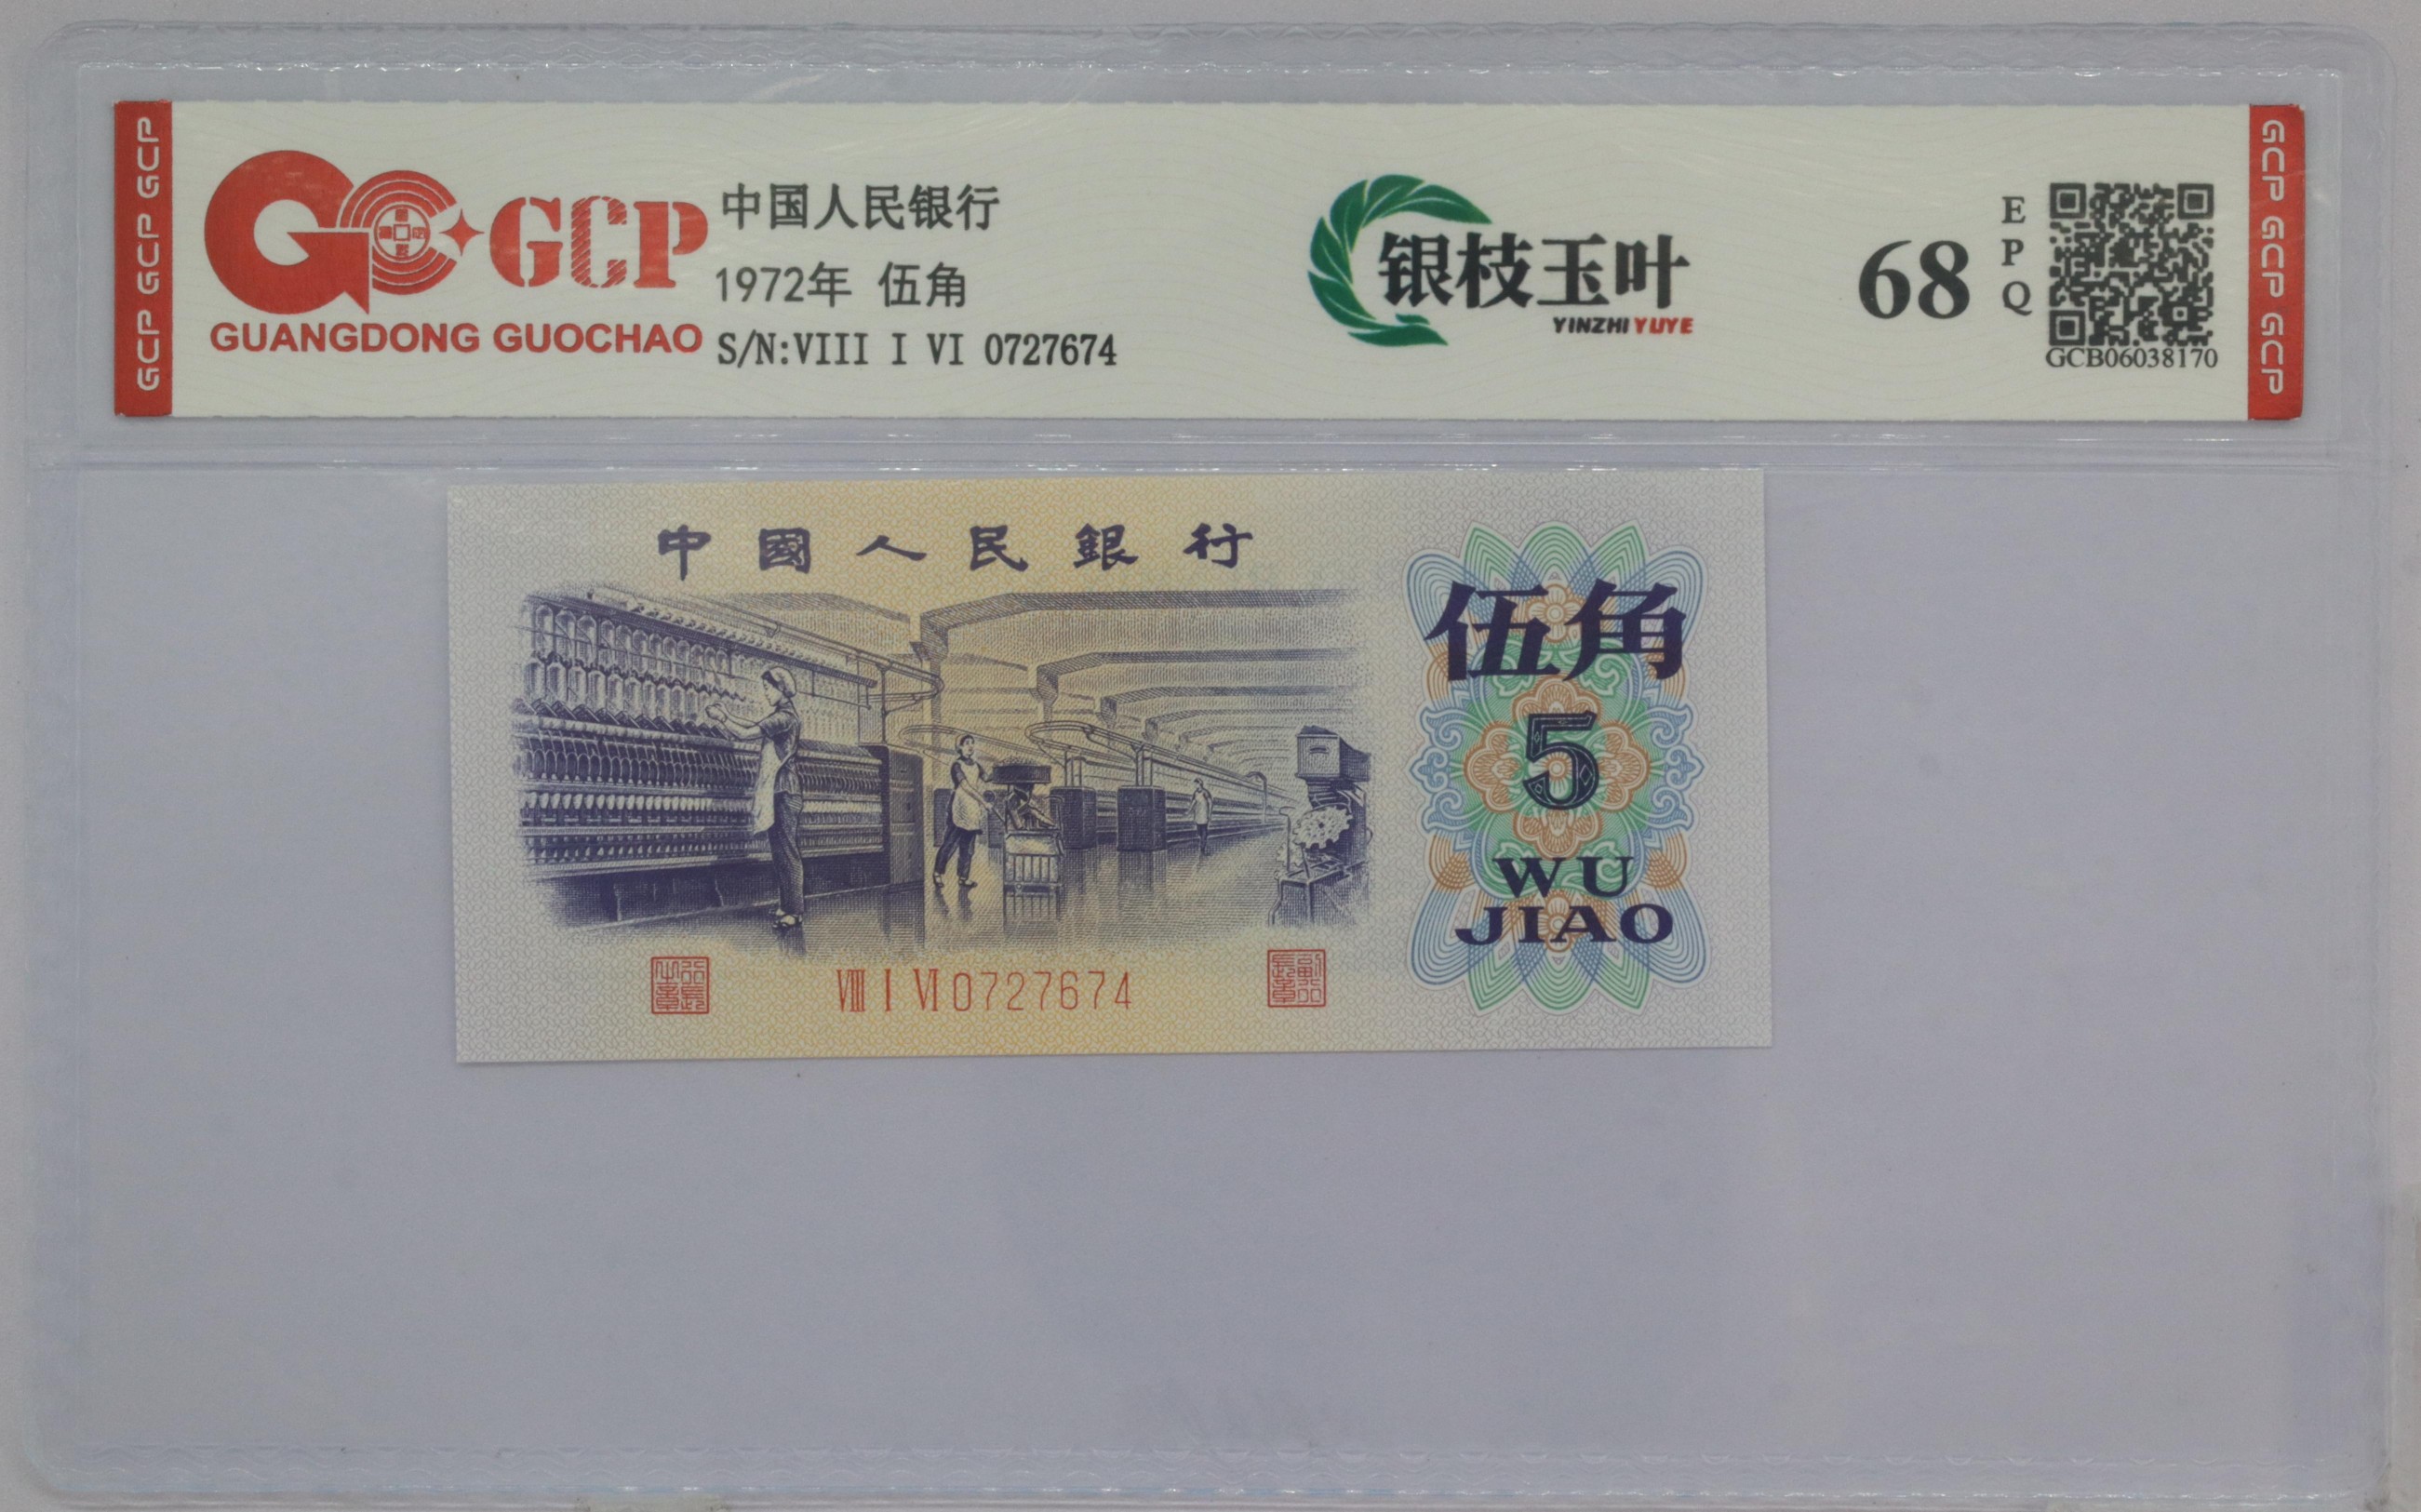 GCP GCP GCP
GCP
GUANGDONG GUOCHAO
中国人民银行
1972年 伍角
S/N:VIII I VI 0727674
银枝玉叶
YINZHI YUYE
68
EPQ
GCB06038170
GCP GCP GCP
中國人民銀行
伍角
5
WU
JIAO
VIII I VI 0727674